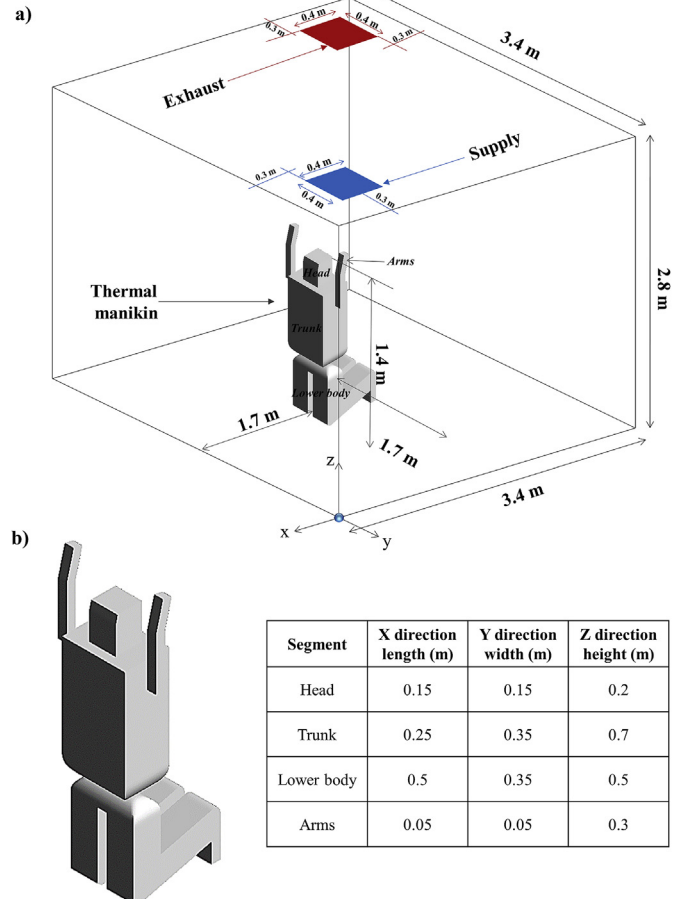 a)
0.4 m
0.4 m
0.3 m
0.3 m
3.4 m
Exhaust
Supply
0.3 m
0.4 m
0.4 m
0.3 m
Arms
Head
Thermal
manikin
Trunk
2.8 m
1.4 m
Lower body
1.7 m
1.7 m
z
3.4 m
x
y
b)
Segment X direction length (m) Y direction width (m) Z direction height (m)
Head 0.15 0.15 0.2
Trunk 0.25 0.35 0.7
Lower body 0.5 0.35 0.5
Arms 0.05 0.05 0.3